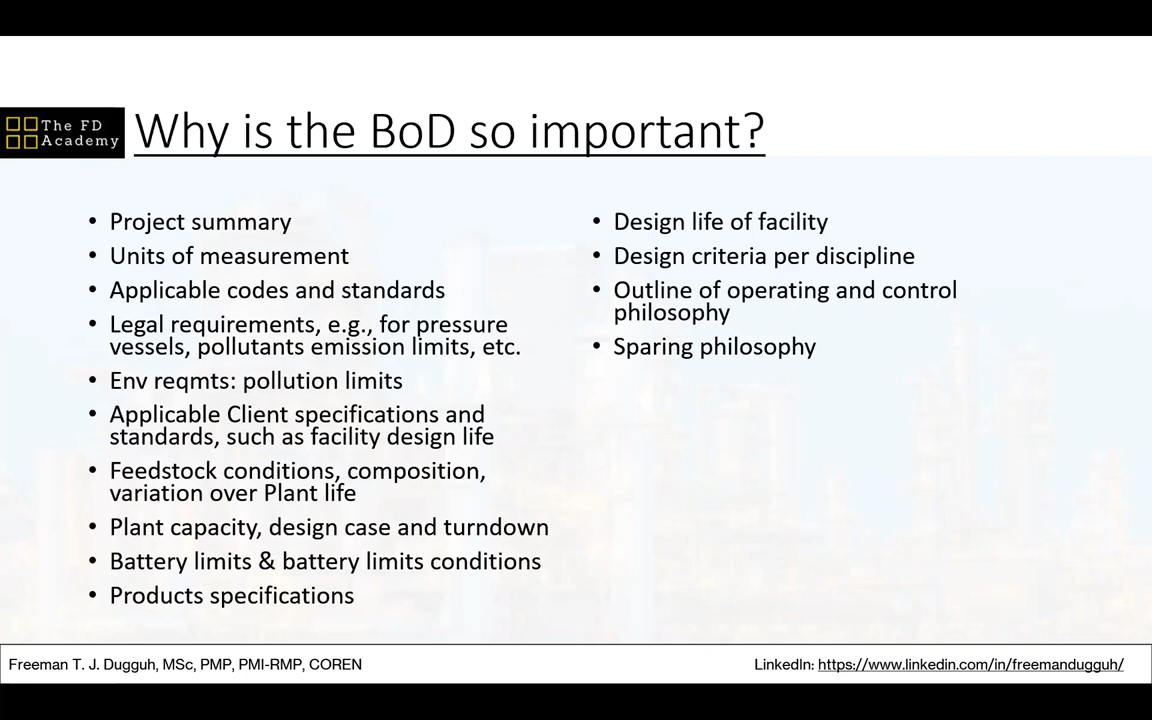 The FD
Academy
Why is the BoD so important?
• Project summary
• Units of measurement
• Applicable codes and standards
• Legal requirements, e.g., for pressure
vessels, pollutants emission limits, etc.
• Env reqmts: pollution limits
• Applicable Client specifications and
standards, such as facility design life
• Feedstock conditions, composition,
variation over Plant life
• Plant capacity, design case and turndown
• Battery limits & battery limits conditions
• Products specifications
• Design life of facility
• Design criteria per discipline
• Outline of operating and control
philosophy
• Sparing philosophy
Freeman T. J. Dugguh, MSc, PMP, PMI-RMP, COREN
LinkedIn: https://www.linkedin.com/in/freemandugguh/